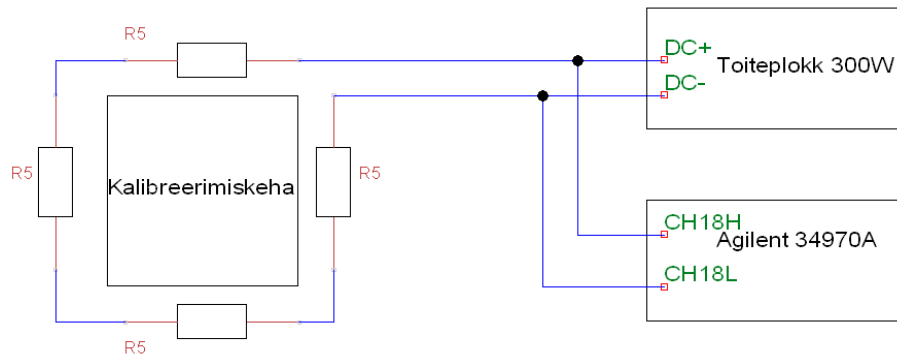 R5
DC+
Toiteplokk 300W
DC-
R5
Kalibreerimiskeha
R5
CH18H
Agilent 34970A
CH18L
R5